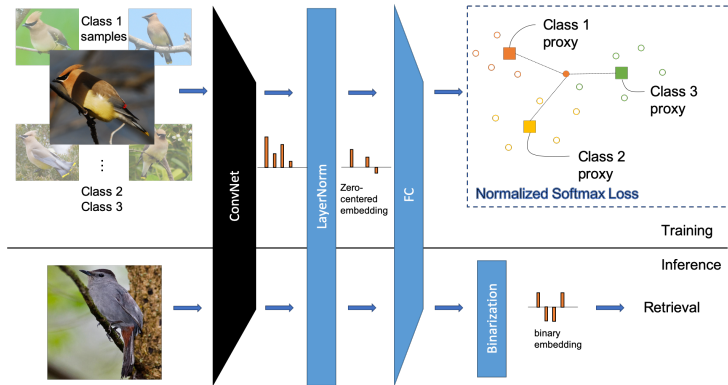 Class 1
samples
⋮
Class 2
Class 3
ConvNet
LayerNorm
Zero-
centered
embedding
FC
Class 1
proxy
Class 3
proxy
Class 2
proxy
Normalized Softmax Loss
Training
Inference
Binarization
binary
embedding
Retrieval